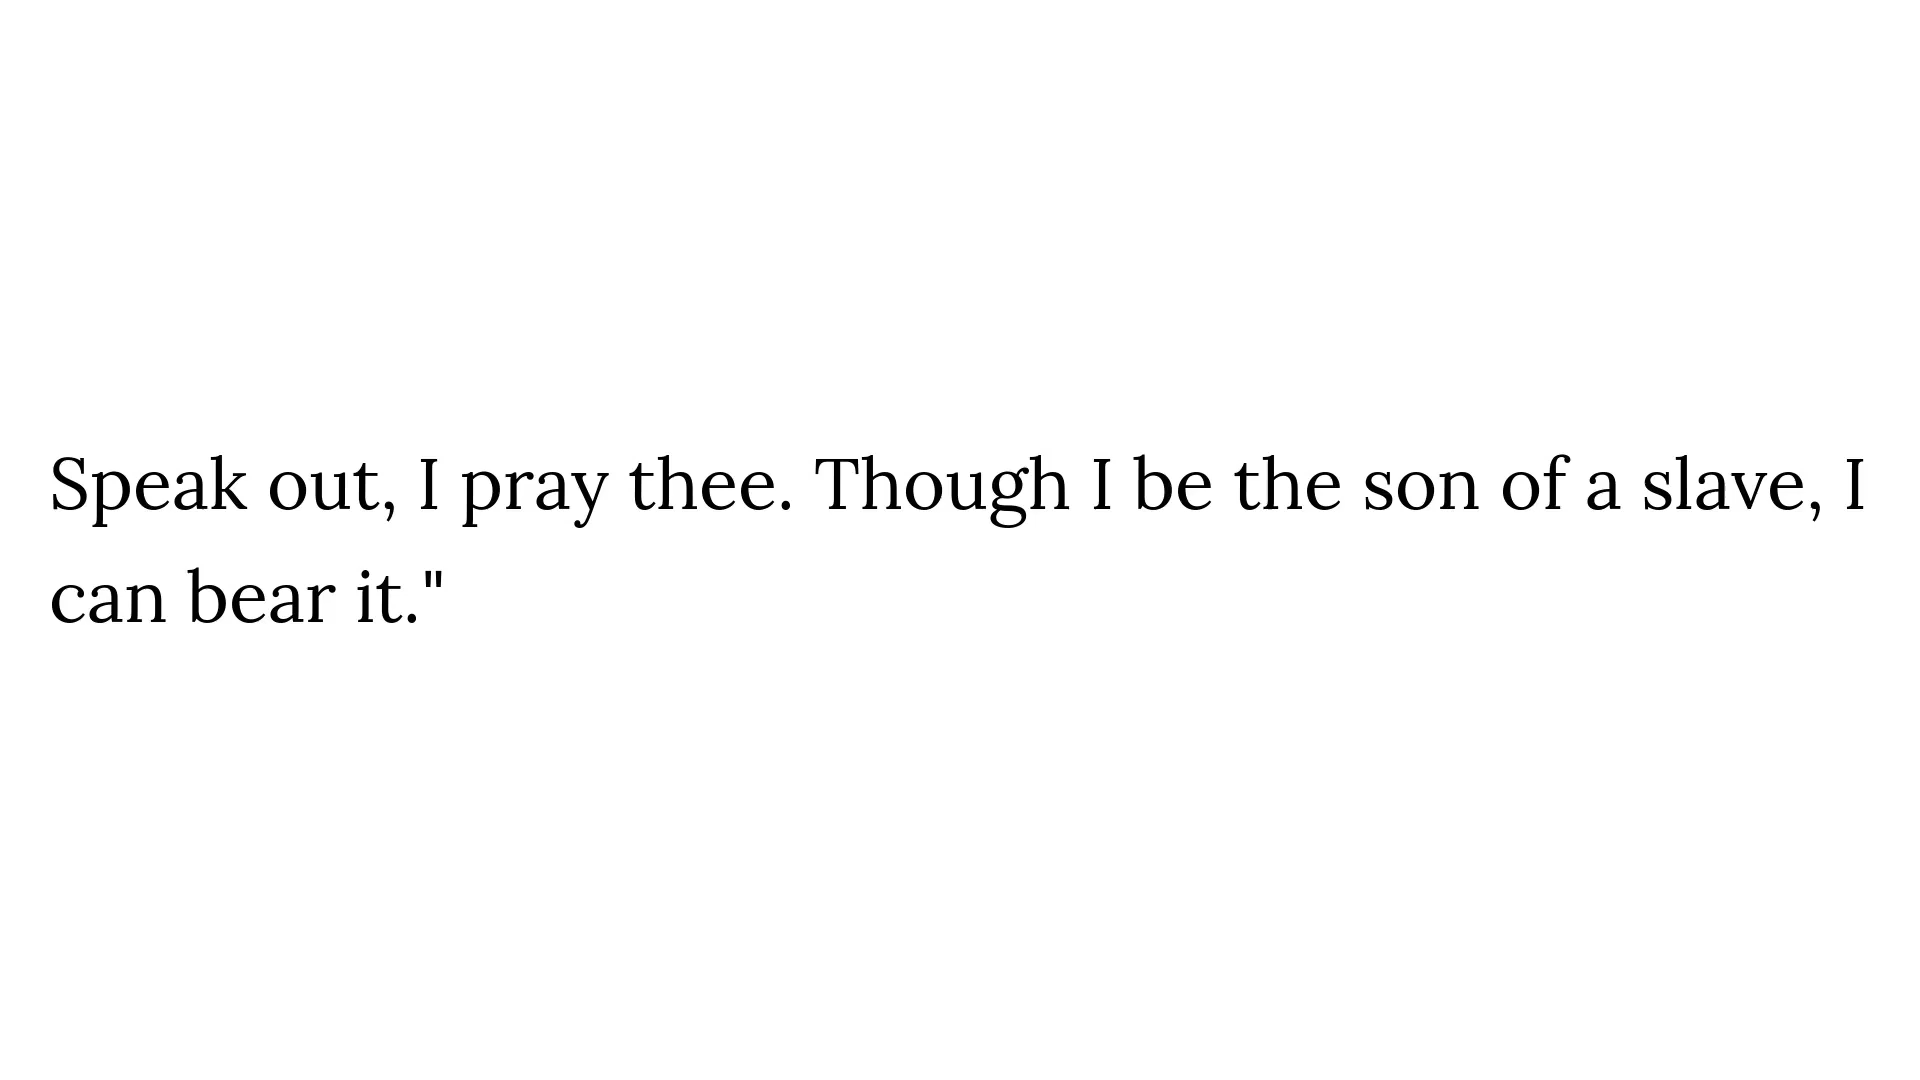 Speak out, I pray thee. Though I be the son of a slave, I
can bear it."